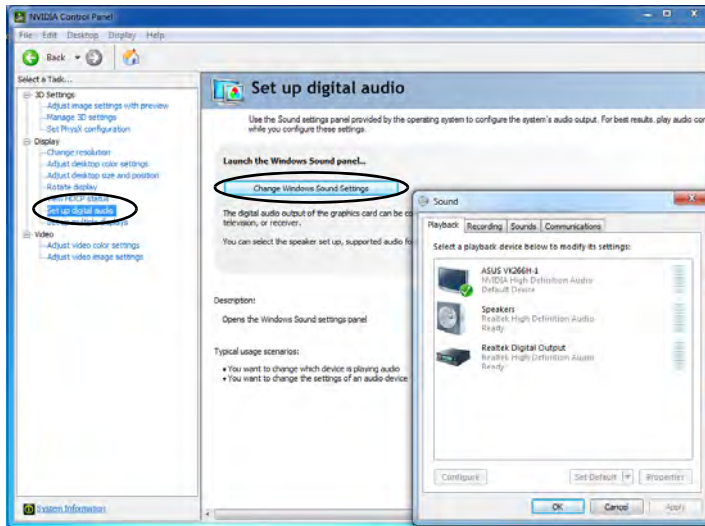 NVIDIA Control Panel
File Edit Desktop Display Help
Back
Select a Task...
3D Settings
Adjust image settings with preview
Manage 3D settings
Set PhysX configuration
Display
Change resolution
Adjust desktop color settings
Adjust desktop size and position
Rotate display
View HDCP status
Set up digital audio
Video
Adjust video color settings
Adjust video image settings
System Information
Set up digital audio
Use the Sound settings panel provided by the operating system to configure the system's audio output. For best results, play audio con
while you configure these settings.
Launch the Windows Sound panel...
Change Windows Sound Settings
The digital audio output of the graphics card can be co
television, or receiver.
You can select the speaker set up, supported audio fo
Description:
Opens the Windows Sound settings panel
Typical usage scenarios:
• You want to change which device is playing audio
• You want to change the settings of an audio device
Sound
Playback Recording Sounds Communications
Select a playback device below to modify its settings:
ASUS VK266H-1
NVIDIA High Definition Audio
Default Device
Speakers
Realtek High Definition Audio
Ready
Realtek Digital Output
Realtek High Definition Audio
Ready
Configure Set Default Properties
OK Cancel Apply